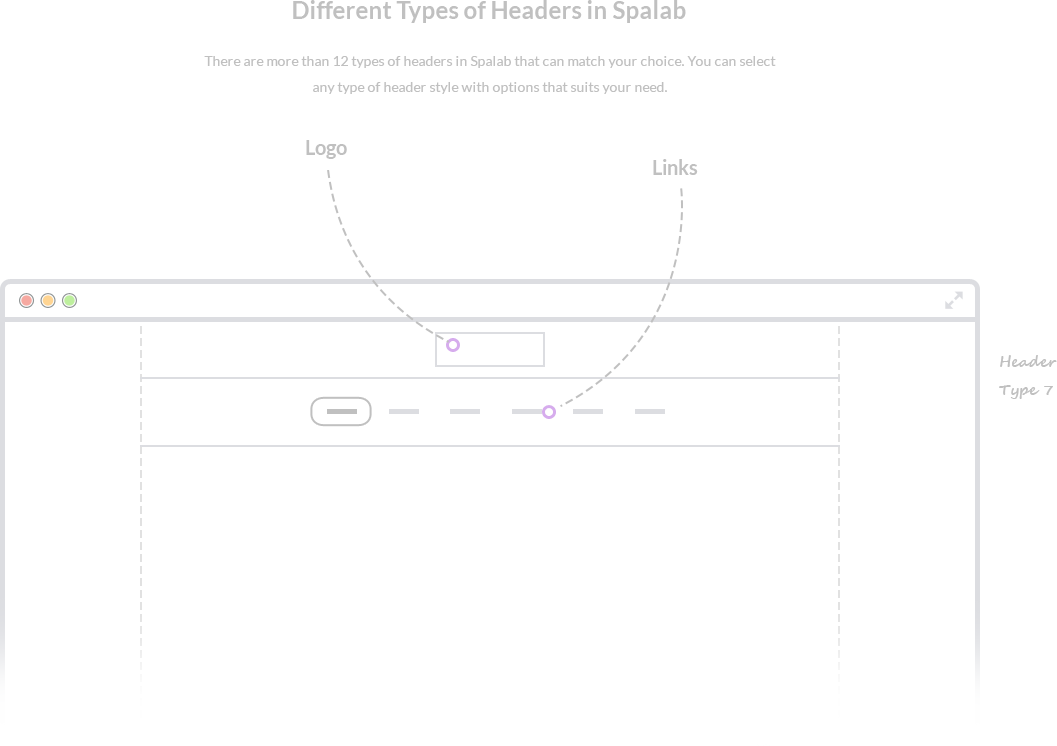 Different Types of Headers in Spalab
There are more than 12 types of headers in Spalab that can match your choice. You can select
any type of header style with options that suits your need.
Logo
Links
Header
Type 7